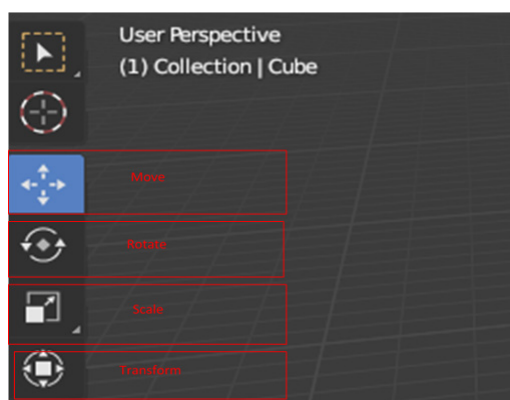 User Perspective
(1) Collection | Cube
Move
Rotate
Scale
Transform